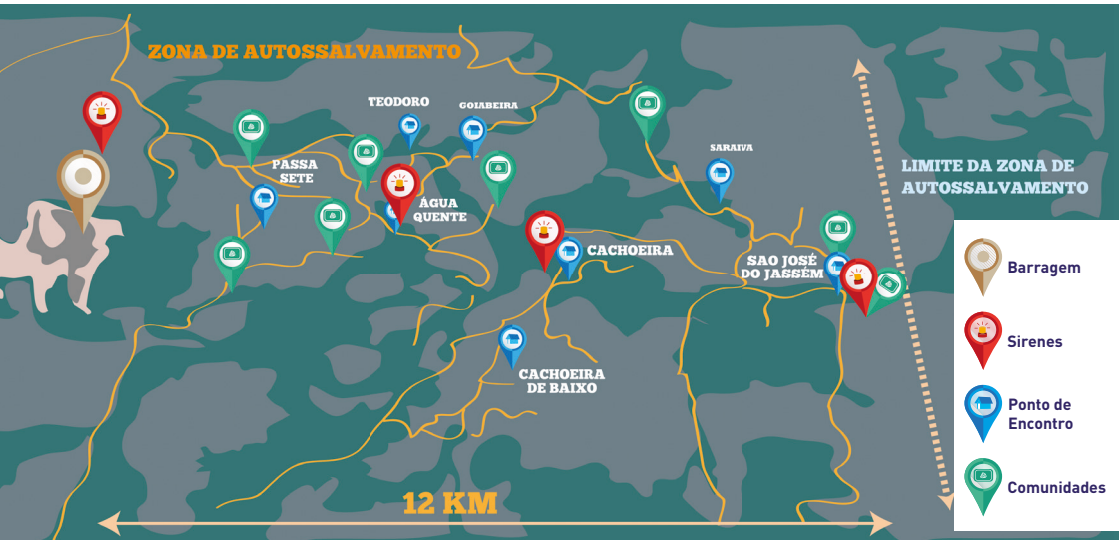 ZONA DE AUTOSSALVAMENTO
TEODORO
GOIABEIRA
PASSA
SETE
ÁGUA
QUENTE
SARAIVA
CACHOEIRA
SAO JOSÉ
DO JASSÉM
CACHOEIRA
DE BAIXO
LIMITE DA ZONA DE
AUTOSSALVAMENTO
12 KM
Barragem
Sirenes
Ponto de
Encontro
Comunidades